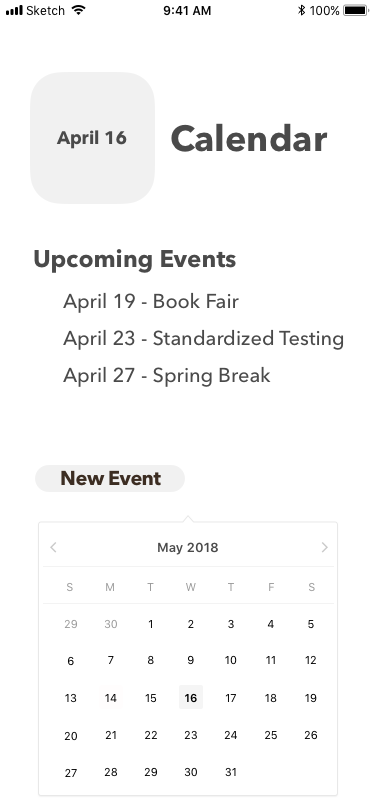 Sketch 9:41 AM 100%
April 16
Calendar
Upcoming Events
April 19 - Book Fair
April 23 - Standardized Testing
April 27 - Spring Break
New Event
May 2018
S M T W T F S
29 30 1 2 3 4 5
6 7 8 9 10 11 12
13 14 15 16 17 18 19
20 21 22 23 24 25 26
27 28 29 30 31